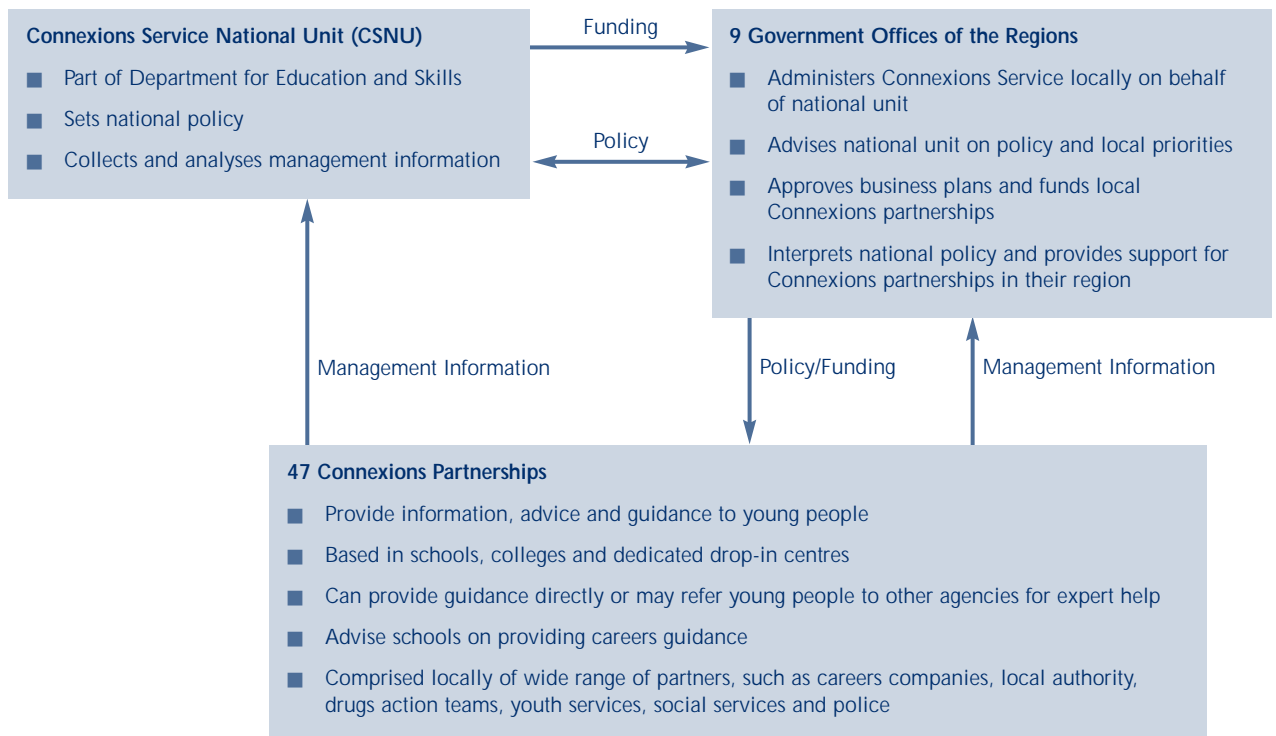 Connexions Service National Unit (CSNU)
Part of Department for Education and Skills
Sets national policy
Collects and analyses management information
Funding
Policy
9 Government Offices of the Regions
Administers Connexions Service locally on behalf
of national unit
Advises national unit on policy and local priorities
Approves business plans and funds local
Connexions partnerships
Interprets national policy and provides support for
Connexions partnerships in their region
Management Information
Policy/Funding
Management Information
47 Connexions Partnerships
Provide information, advice and guidance to young people
Based in schools, colleges and dedicated drop-in centres
Can provide guidance directly or may refer young people to other agencies for expert help
Advise schools on providing careers guidance
Comprised locally of wide range of partners, such as careers companies, local authority,
drugs action teams, youth services, social services and police